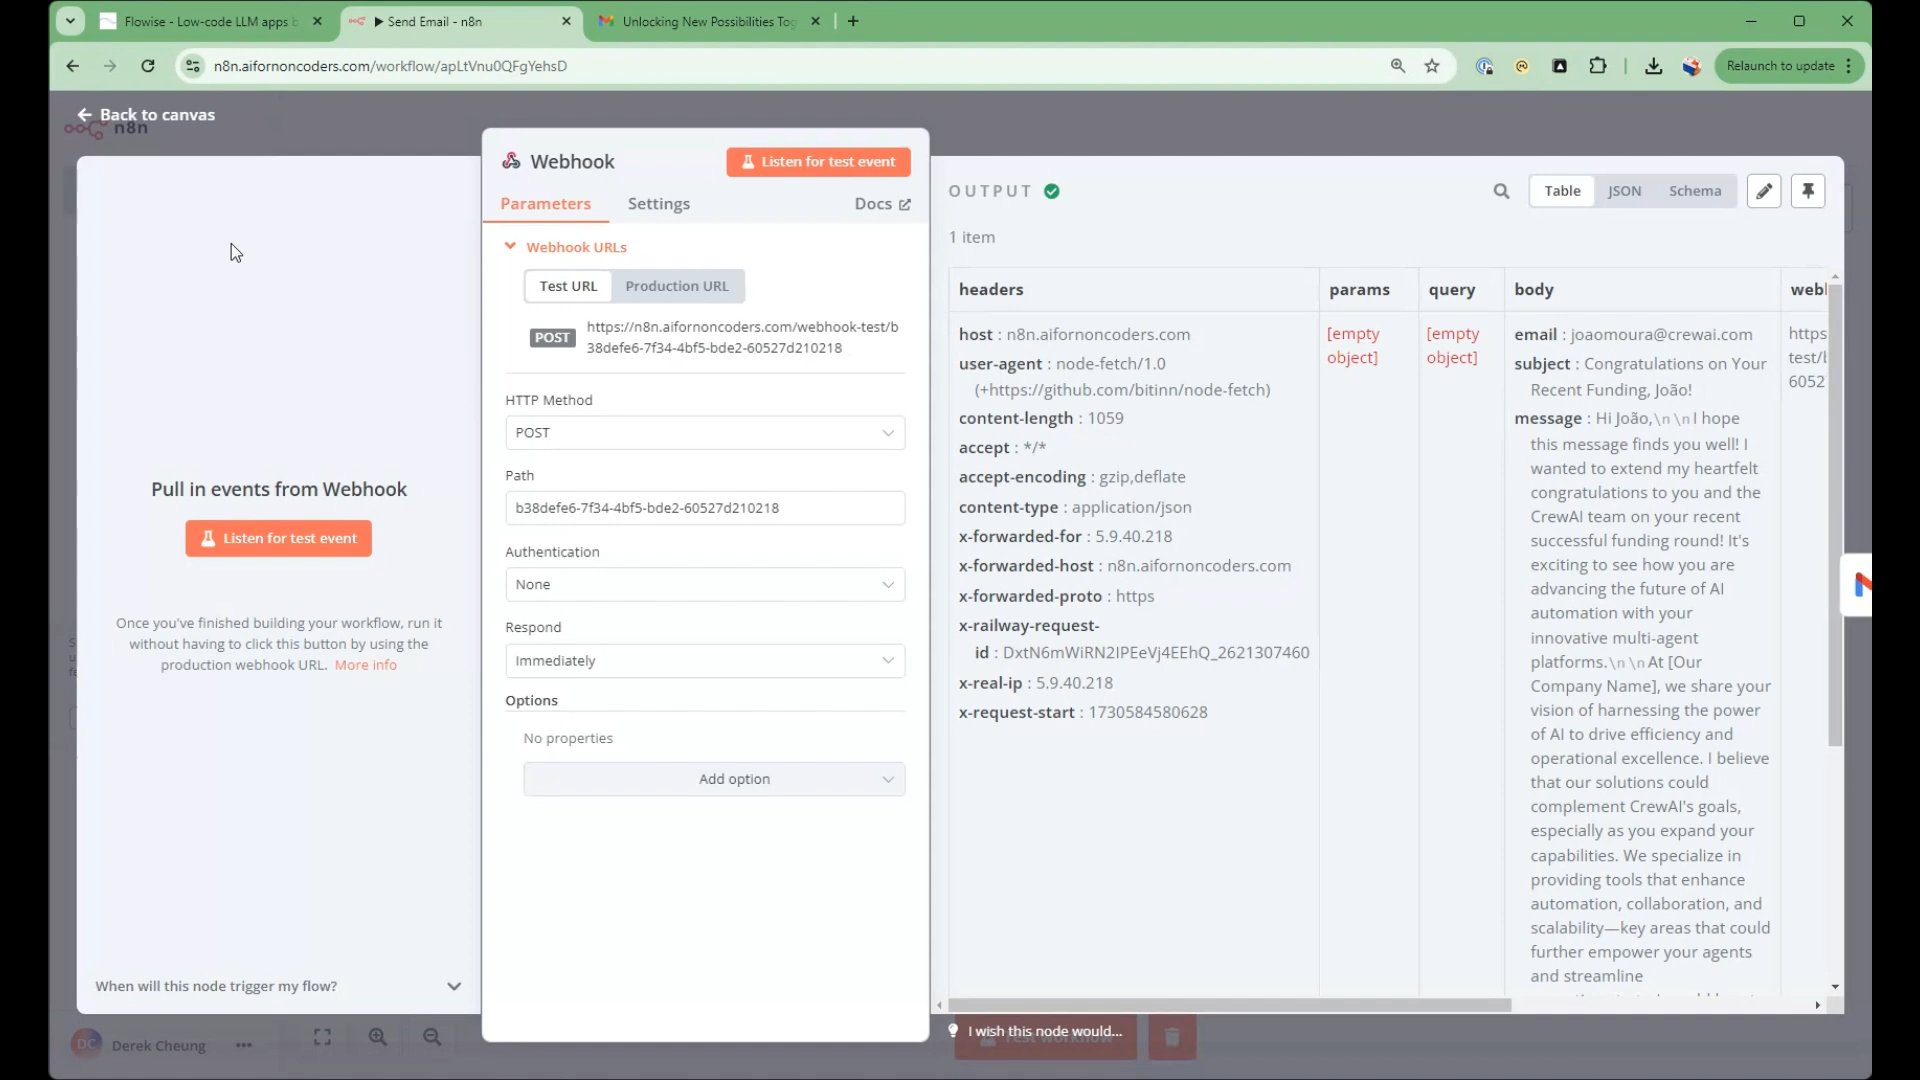 Flowise - Low-code LLM apps b
▶ Send Email - n8n
Unlocking New Possibilities Tog
n8n.aifornoncoders.com/workflow/apLtVnu0QFgYehsD
Relaunch to update
Back to canvas
n8n
Webhook
Listen for test event
Parameters
Settings
Docs
Webhook URLs
Test URL
Production URL
POST
https://n8n.aifornoncoders.com/webhook-test/b
38defe6-7f34-4bf5-bde2-60527d210218
HTTP Method
POST
Path
b38defe6-7f34-4bf5-bde2-60527d210218
Authentication
None
Respond
Immediately
Options
No properties
Add option
Pull in events from Webhook
Listen for test event
Once you've finished building your workflow, run it
without having to click this button by using the
production webhook URL. More info
When will this node trigger my flow?
OUTPUT
Table
JSON
Schema
1 item
headers
params
query
body
host : n8n.aifornoncoders.com
user-agent : node-fetch/1.0
(+https://github.com/bitinn/node-fetch)
content-length : 1059
accept : */*
accept-encoding : gzip,deflate
content-type : application/json
x-forwarded-for : 5.9.40.218
x-forwarded-host : n8n.aifornoncoders.com
x-forwarded-proto : https
x-railway-request-
id : DxtN6mWiRN2IPEeVj4EEhQ_2621307460
x-real-ip : 5.9.40.218
x-request-start : 1730584580628
[empty
object]
[empty
object]
email : joaomoura@crewai.com
subject : Congratulations on Your
Recent Funding, João!
message : Hi João,\n\nI hope
this message finds you well! I
wanted to extend my heartfelt
congratulations to you and the
CrewAI team on your recent
successful funding round! It's
exciting to see how you are
advancing the future of AI
automation with your
innovative multi-agent
platforms.\n\nAt [Our
Company Name], we share your
vision of harnessing the power
of AI to drive efficiency and
operational excellence. I believe
that our solutions could
complement CrewAI's goals,
especially as you expand your
capabilities. We specialize in
providing tools that enhance
automation, collaboration, and
scalability—key areas that could
further empower your agents
and streamline
https
test/
6052
I wish this node would...
Test workflow
DC
Derek Cheung